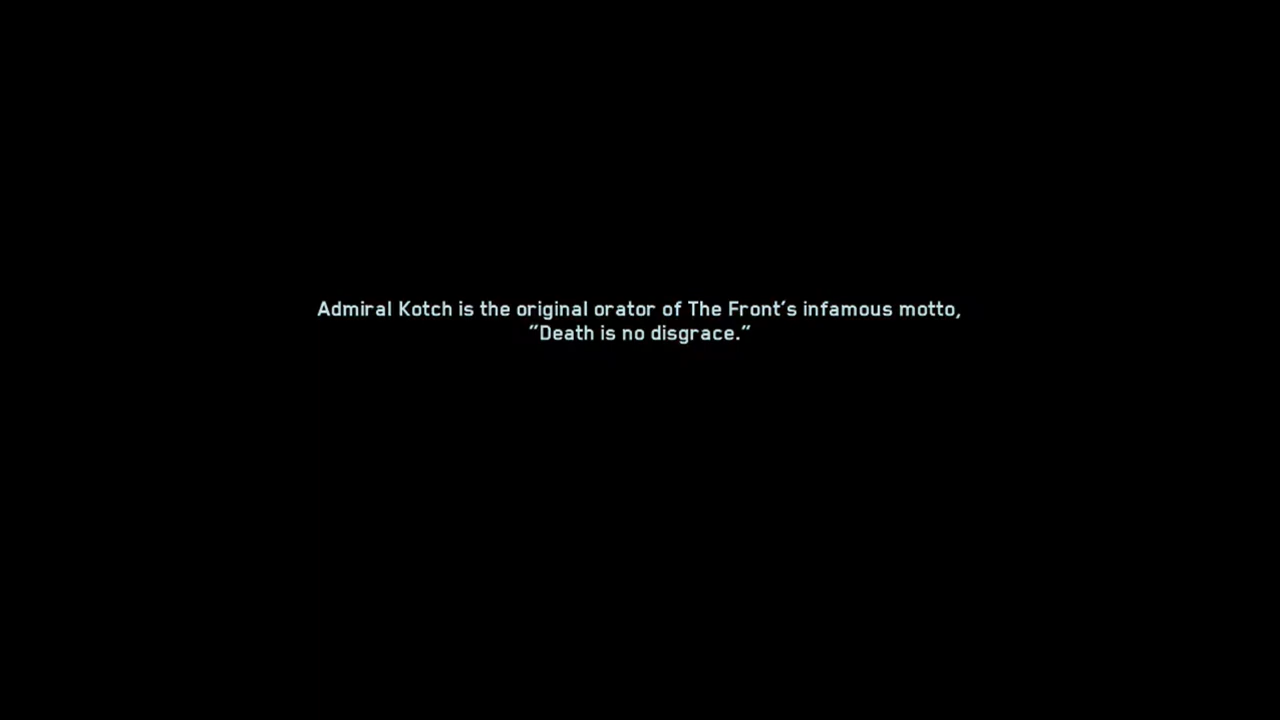 Admiral Kotch is the original orator of The Front's infamous motto,
"Death is no disgrace."